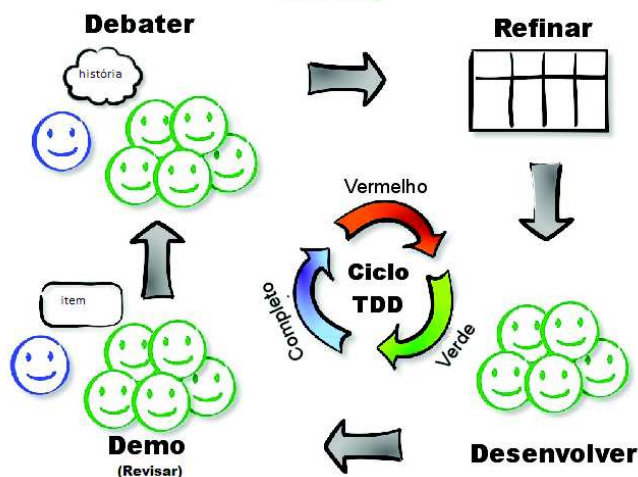 Debater
história
Refinar
Vermelho
Ciclo
TDD
Verde
Completo
item
Demo
(Revisar)
Desenvolver